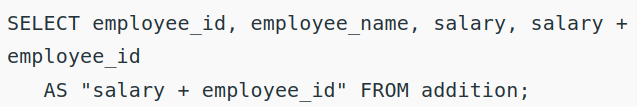 SELECT employee_id, employee_name, salary, salary +
employee_id
   AS "salary + employee_id" FROM addition;